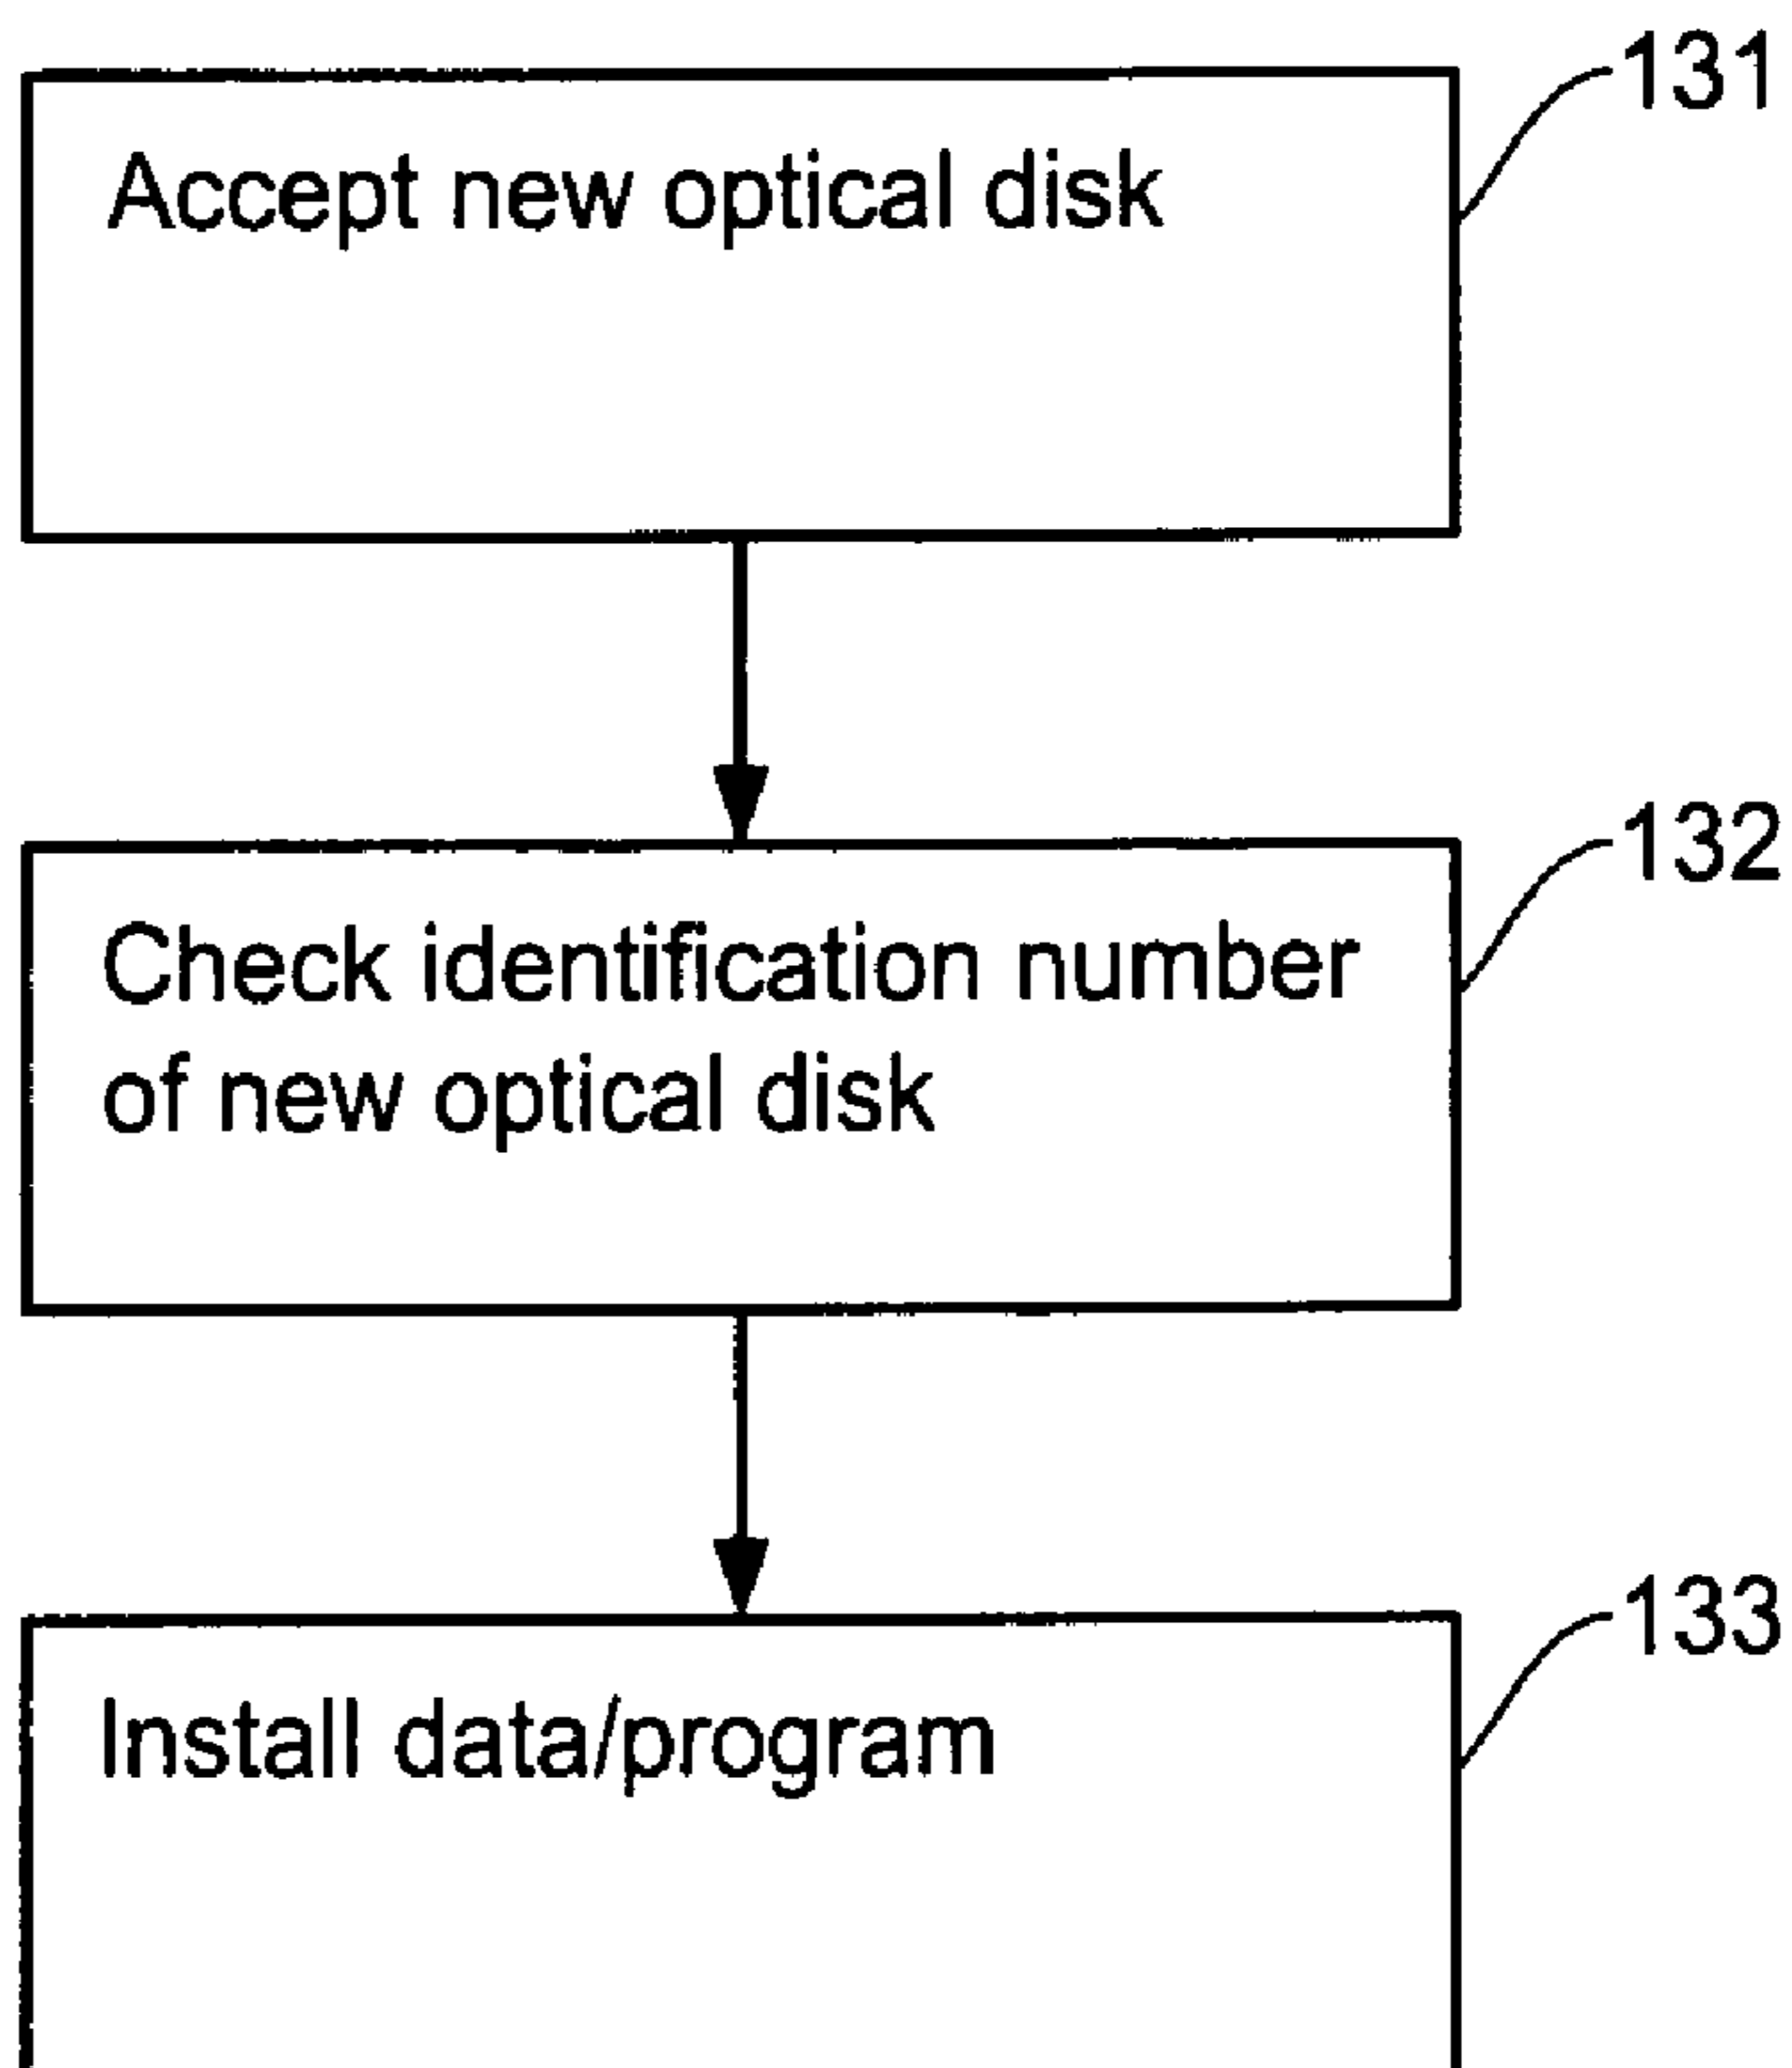 131
Accept new optical disk
132
Check identification number
of new optical disk
133
Install data/program